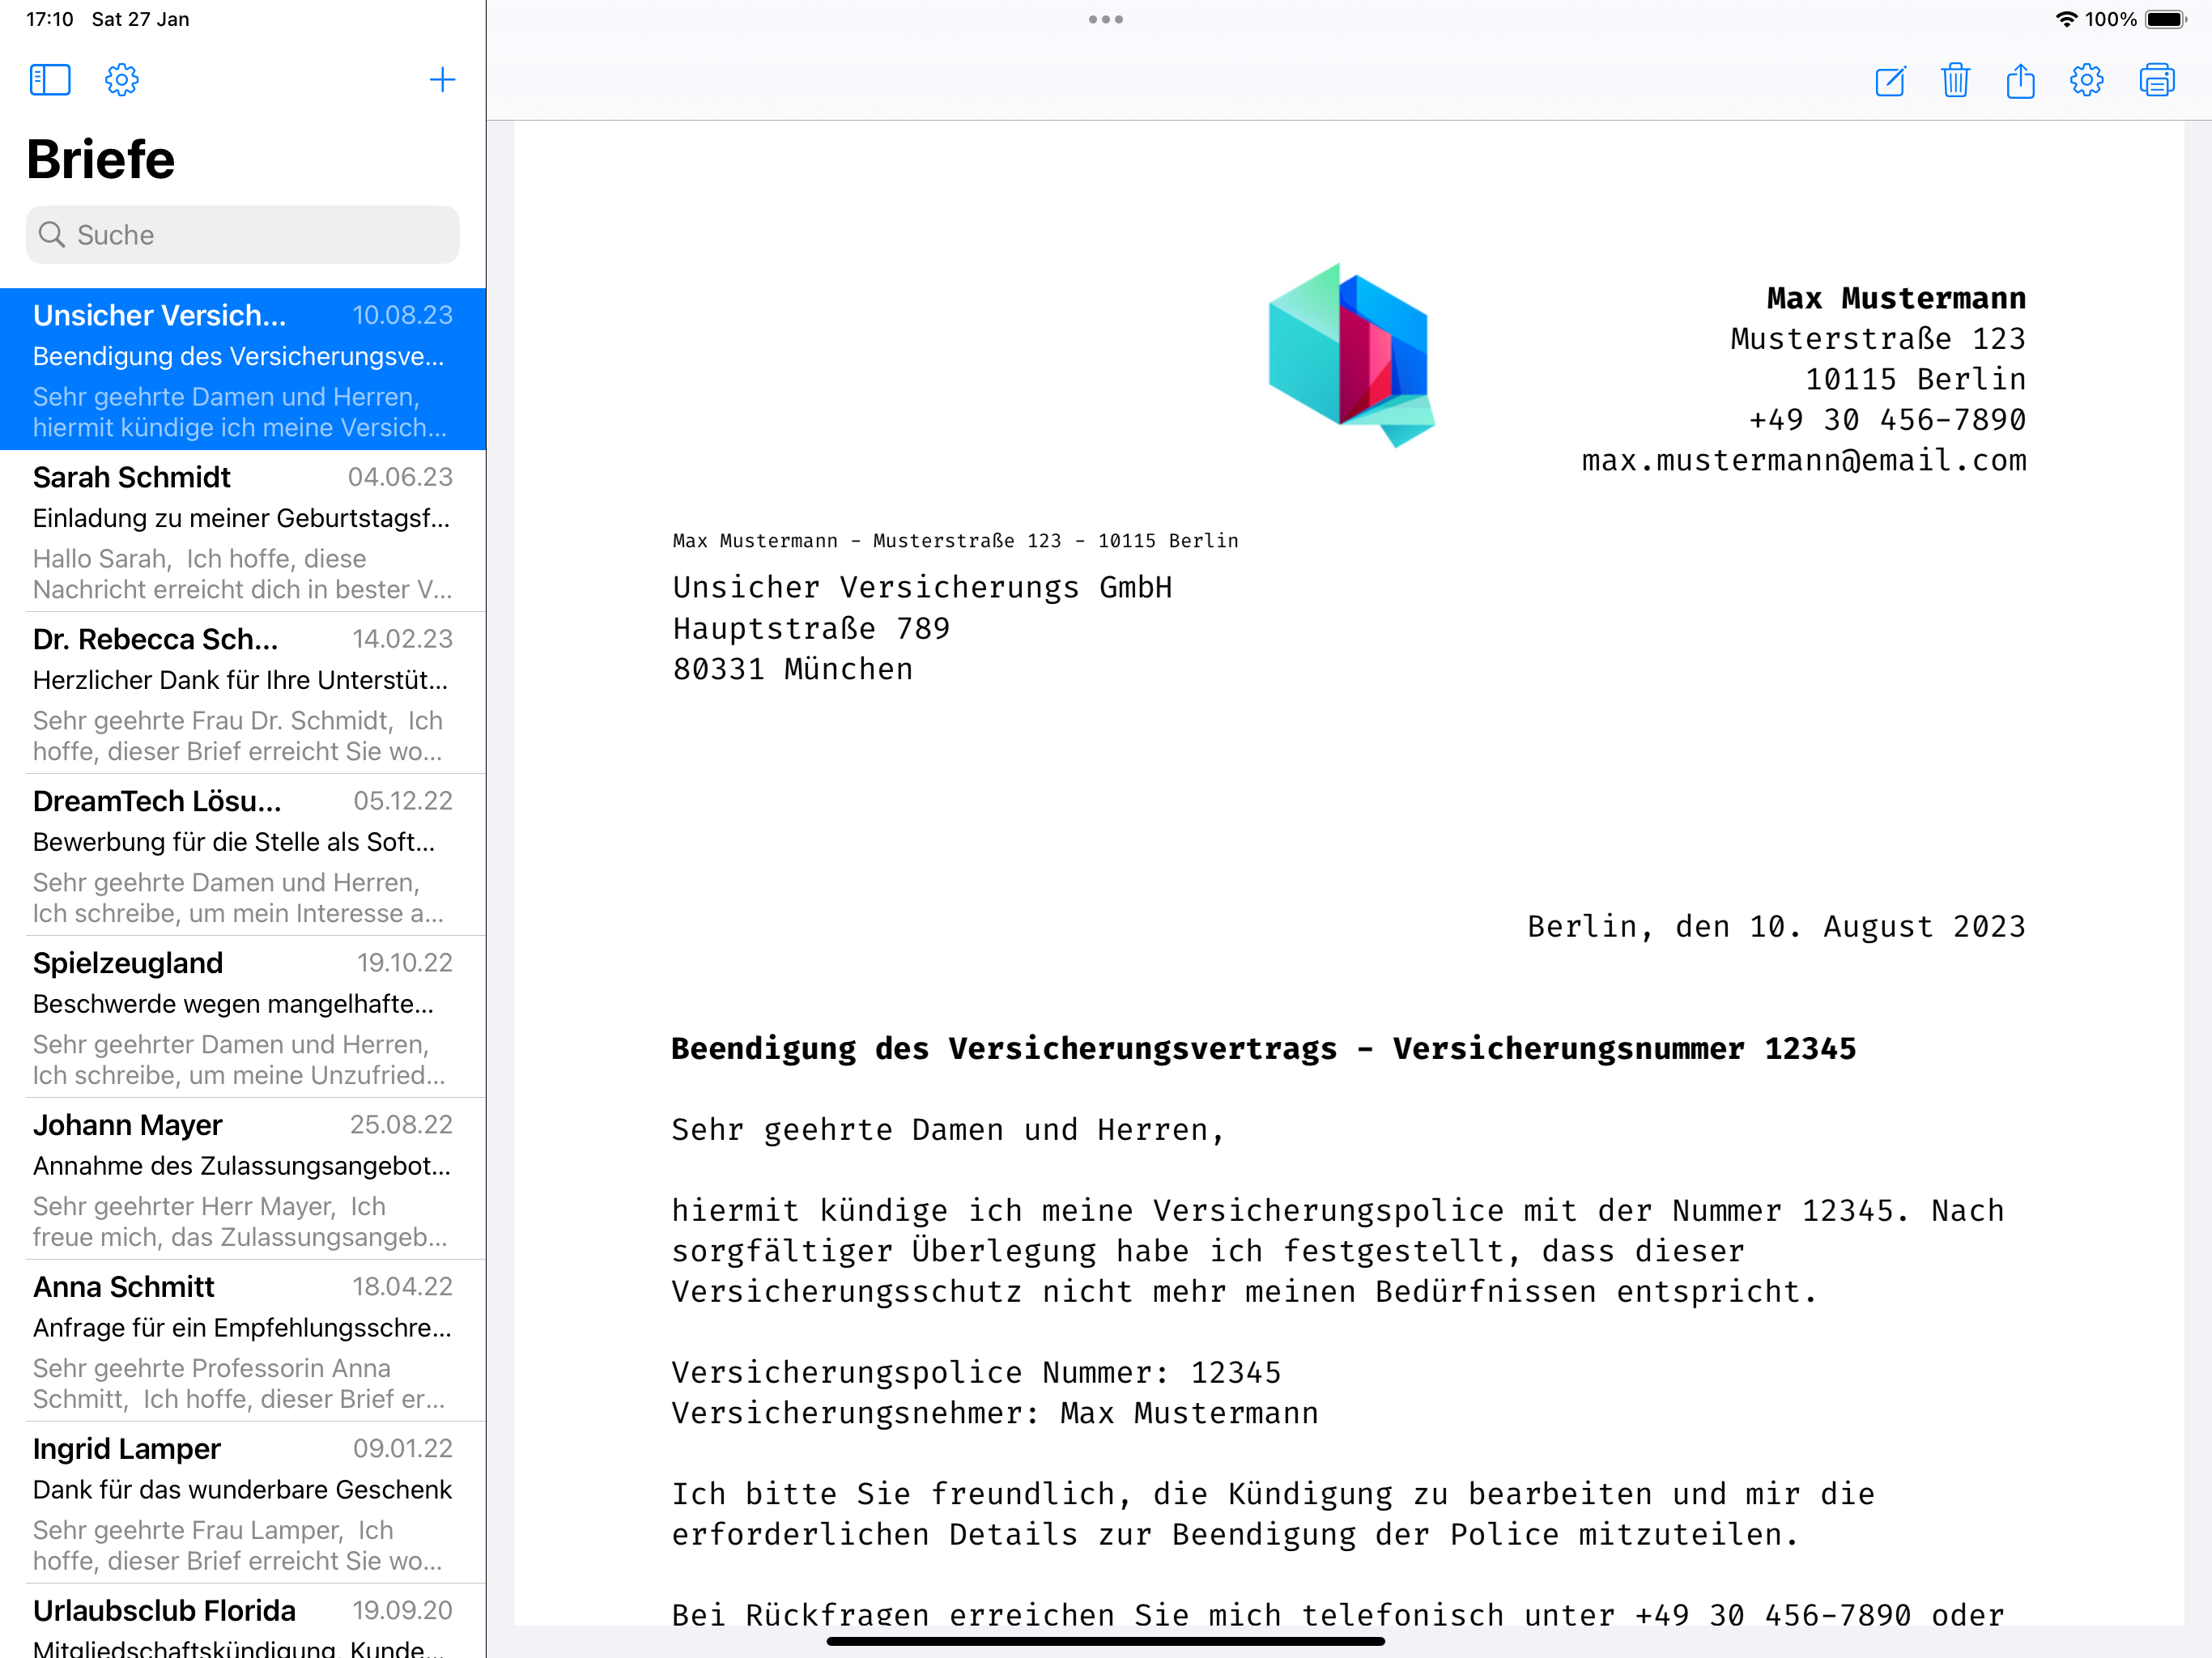 17:10 Sat 27 Jan
100%
Briefe
Suche
Unsicher Versich... 10.08.23
Beendigung des Versicherungsve...
Sehr geehrte Damen und Herren,
hiermit kündige ich meine Versich...
Sarah Schmidt 04.06.23
Einladung zu meiner Geburtstagsf...
Hallo Sarah, Ich hoffe, diese
Nachricht erreicht dich in bester V...
Dr. Rebecca Sch... 14.02.23
Herzlicher Dank für Ihre Unterstüt...
Sehr geehrte Frau Dr. Schmidt, Ich
hoffe, dieser Brief erreicht Sie wo...
DreamTech Lösu... 05.12.22
Bewerbung für die Stelle als Soft...
Sehr geehrte Damen und Herren,
Ich schreibe, um mein Interesse a...
Spielzeugland 19.10.22
Beschwerde wegen mangelhafte...
Sehr geehrter Damen und Herren,
Ich schreibe, um meine Unzufried...
Johann Mayer 25.08.22
Annahme des Zulassungsangebot...
Sehr geehrter Herr Mayer, Ich
freue mich, das Zulassungsangeb...
Anna Schmitt 18.04.22
Anfrage für ein Empfehlungsschre...
Sehr geehrte Professorin Anna
Schmitt, Ich hoffe, dieser Brief er...
Ingrid Lamper 09.01.22
Dank für das wunderbare Geschenk
Sehr geehrte Frau Lamper, Ich
hoffe, dieser Brief erreicht Sie wo...
Urlaubsclub Florida 19.09.20
Mitgliedschaftskündigung, Kunde...
Max Mustermann
Musterstraße 123
10115 Berlin
+49 30 456-7890
max.mustermann@email.com
Max Mustermann - Musterstraße 123 - 10115 Berlin
Unsicher Versicherungs GmbH
Hauptstraße 789
80331 München
Berlin, den 10. August 2023
Beendigung des Versicherungsvertrags - Versicherungsnummer 12345
Sehr geehrte Damen und Herren,
hiermit kündige ich meine Versicherungspolice mit der Nummer 12345. Nach
sorgfältiger Überlegung habe ich festgestellt, dass dieser
Versicherungsschutz nicht mehr meinen Bedürfnissen entspricht.
Versicherungspolice Nummer: 12345
Versicherungsnehmer: Max Mustermann
Ich bitte Sie freundlich, die Kündigung zu bearbeiten und mir die
erforderlichen Details zur Beendigung der Police mitzuteilen.
Bei Rückfragen erreichen Sie mich telefonisch unter +49 30 456-7890 oder